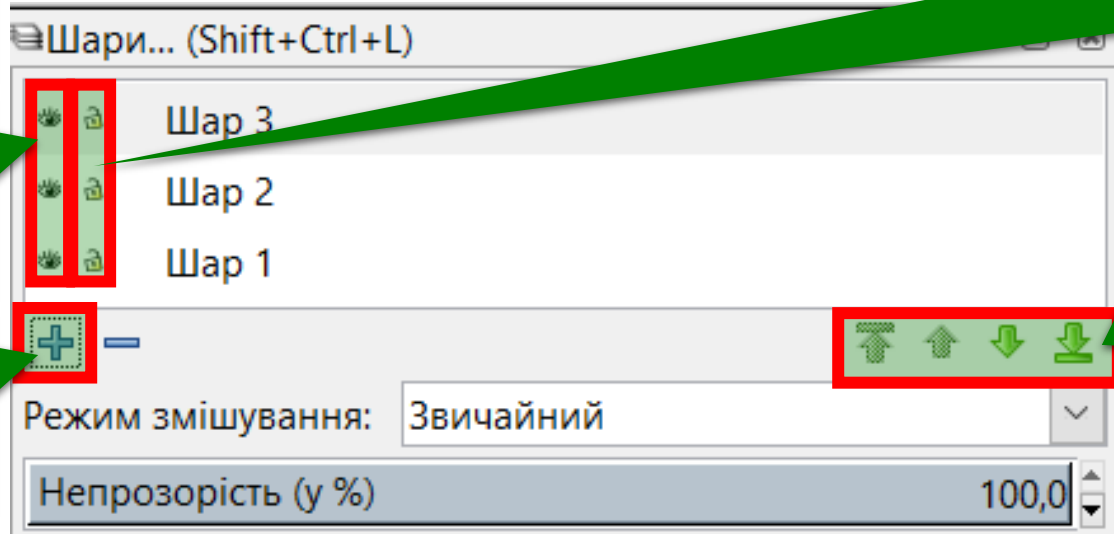 Шари... (Shift+Ctrl+L)
Шар 3
Шар 2
Шар 1
Режим змішування: Звичайний
Непрозорість (у %) 100,0